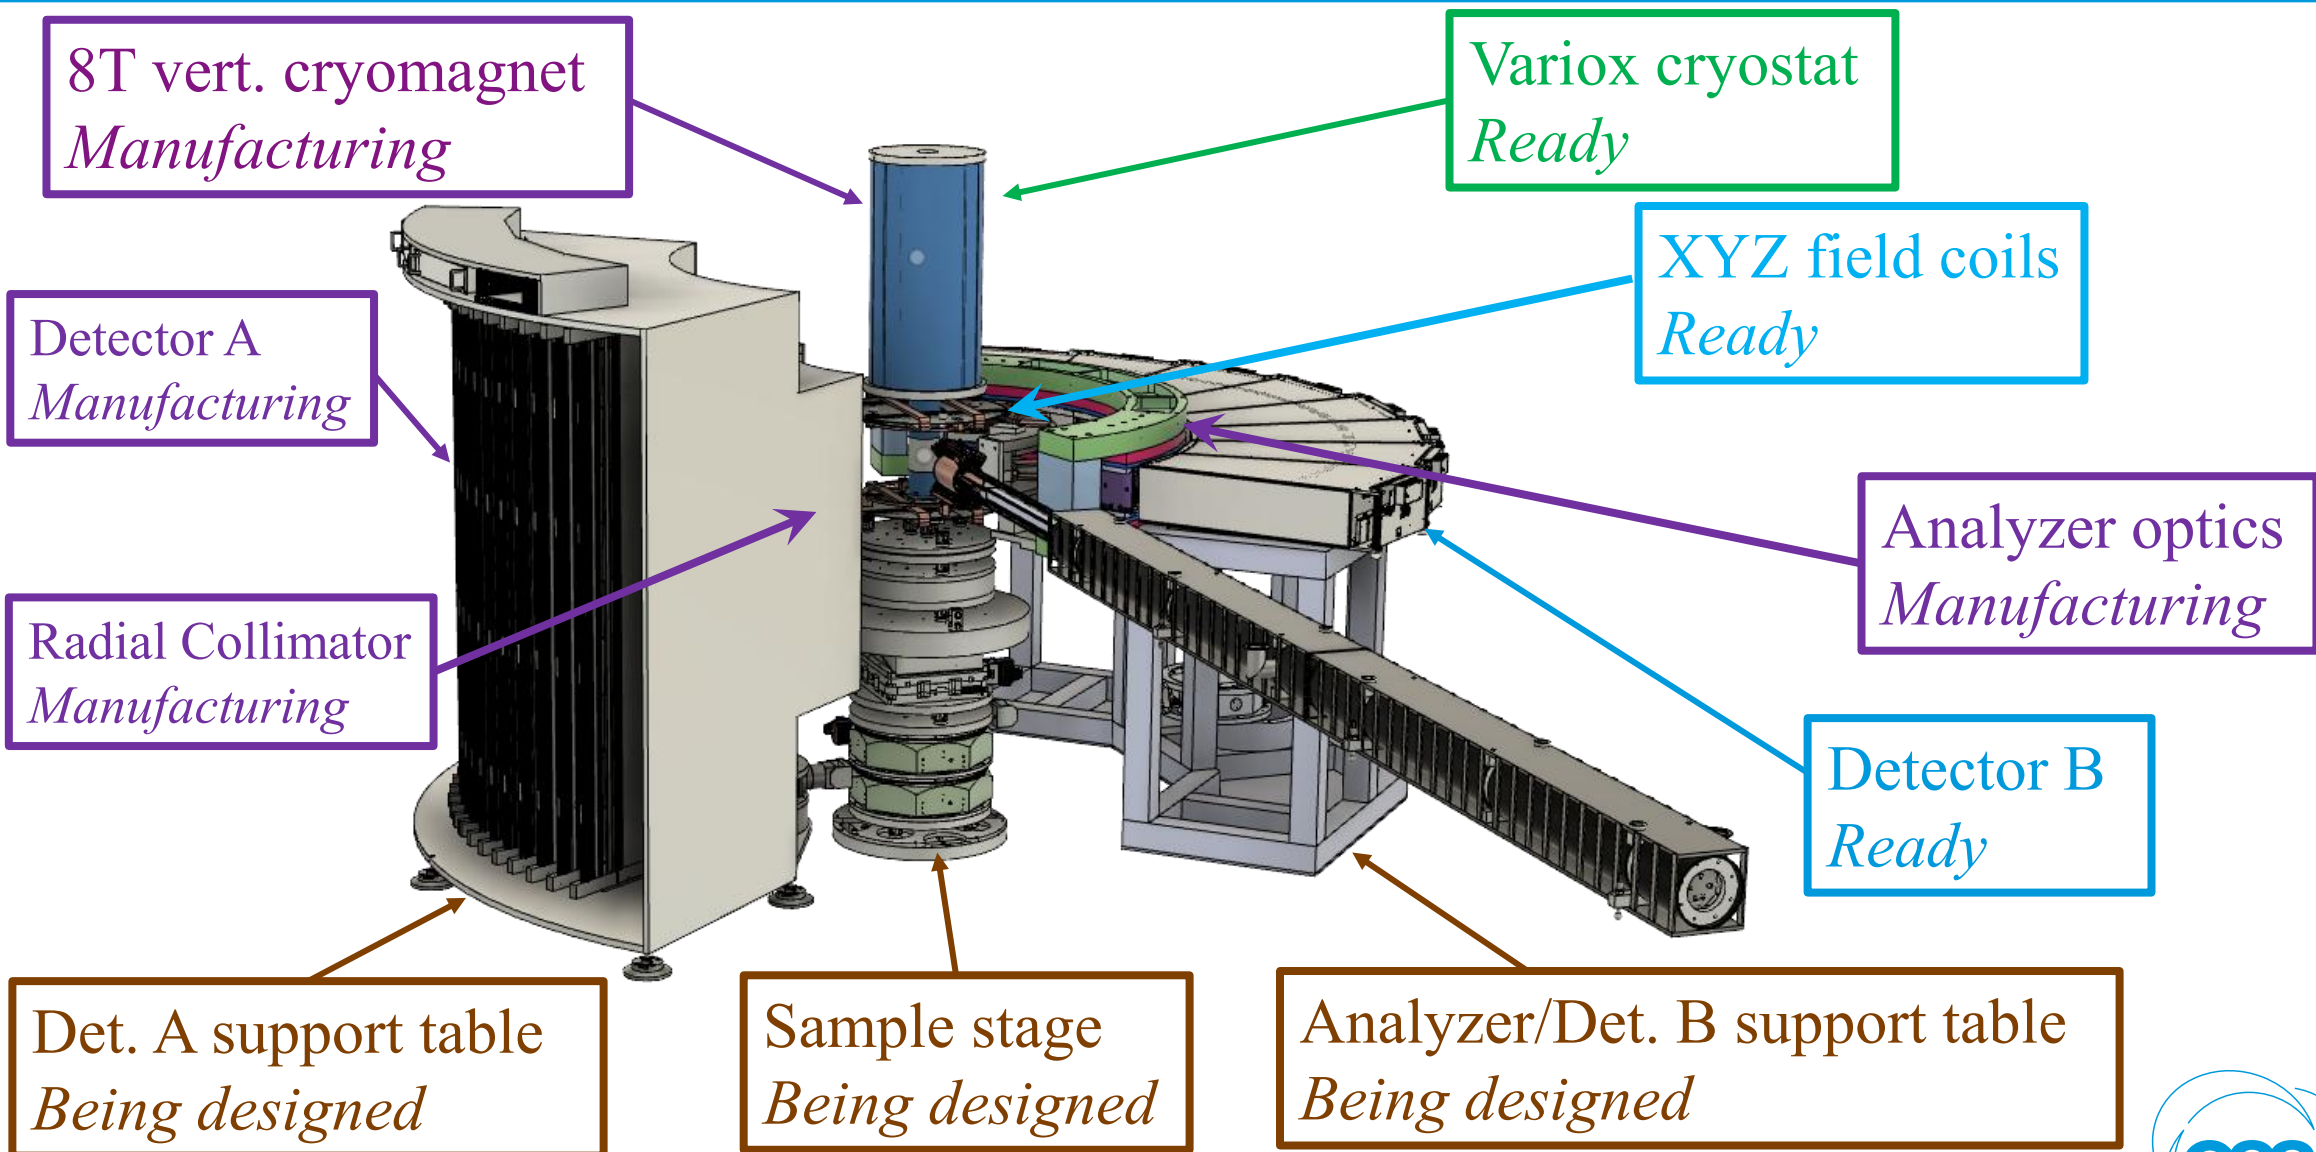 8T vert. cryomagnet
Manufacturing
Variox cryostat
Ready
XYZ field coils
Ready
Detector A
Manufacturing
Analyzer optics
Manufacturing
Radial Collimator
Manufacturing
Detector B
Ready
Det. A support table
Being designed
Sample stage
Being designed
Analyzer/Det. B support table
Being designed